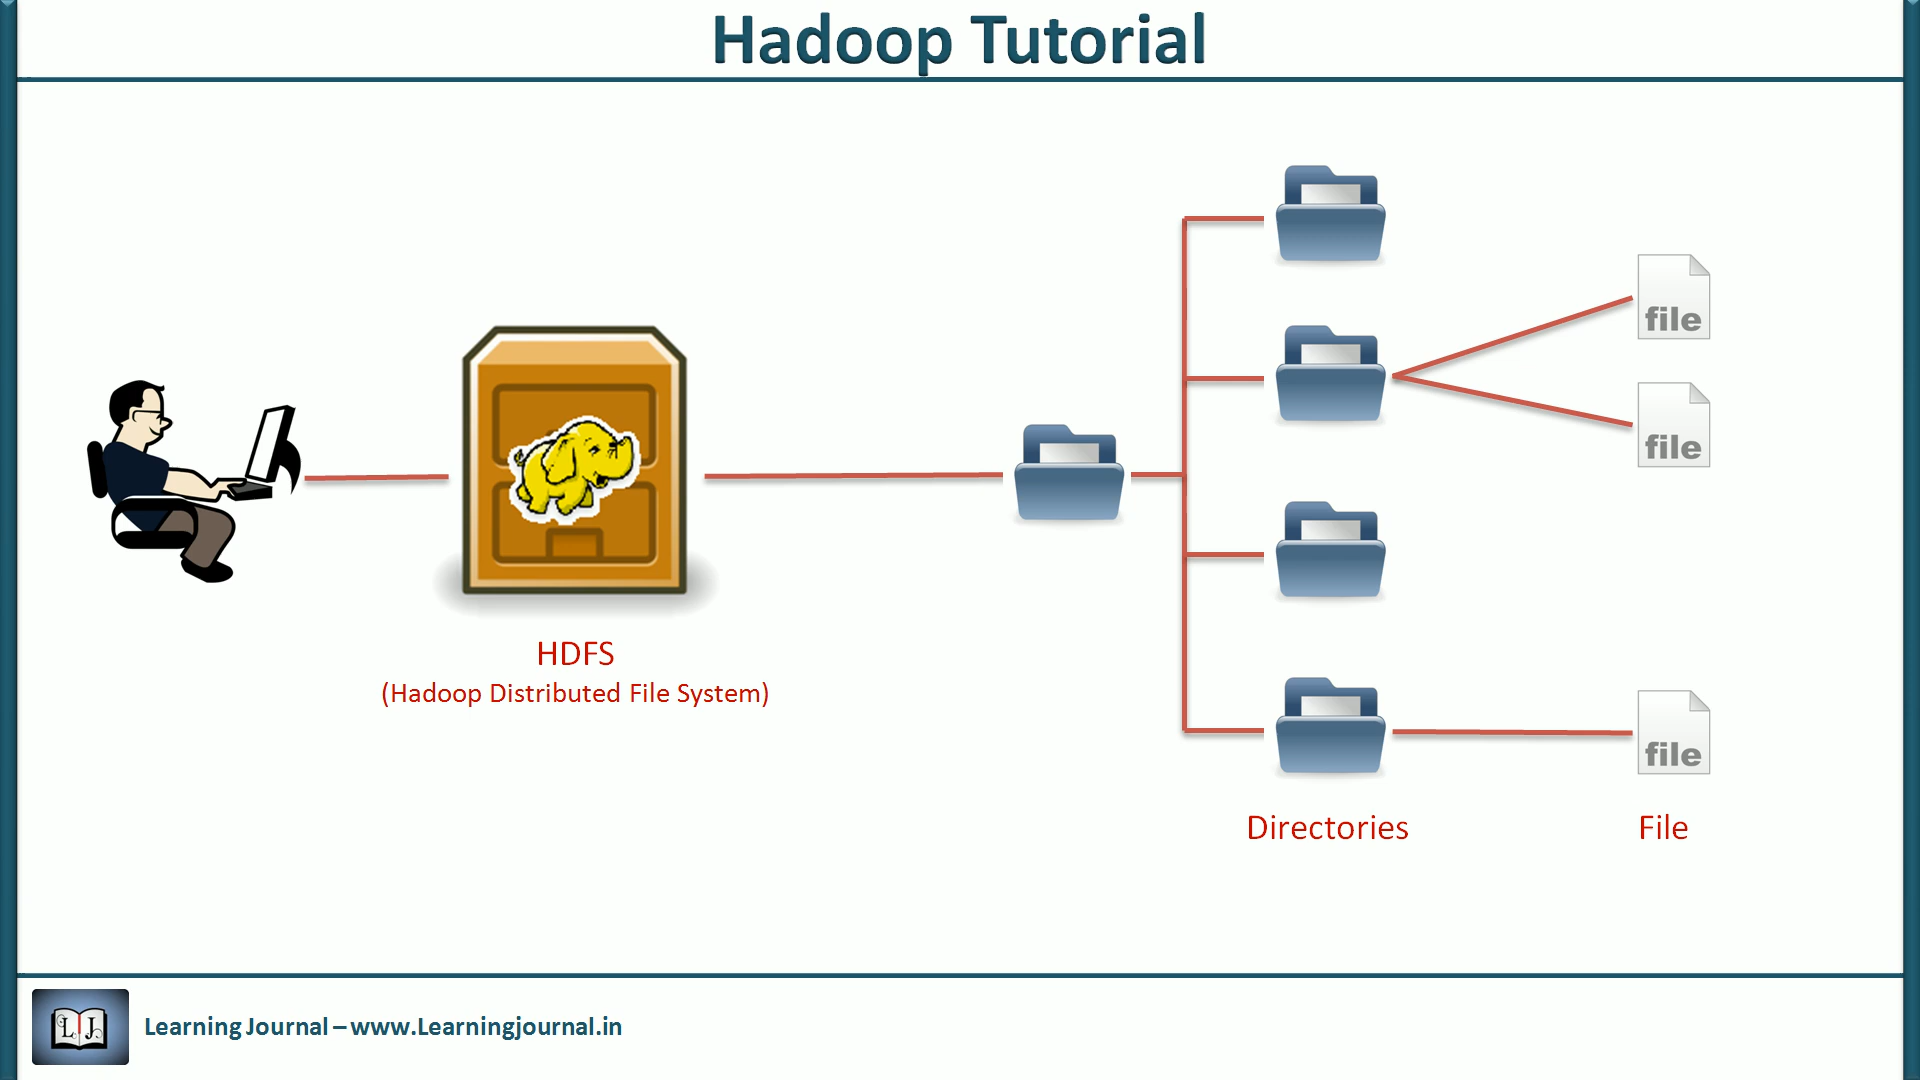 Hadoop Tutorial
file
file
HDFS
(Hadoop Distributed File System)
file
Directories
File
L J
Learning Journal – www.Learningjournal.in